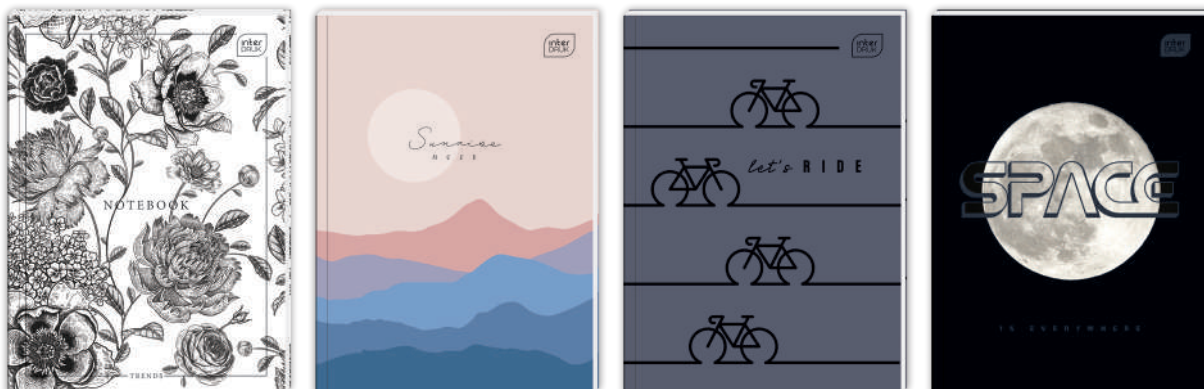 inter
DRUK
NOTEBOOK
TRENDS
inter
DRUK
Sunrise
inter
DRUK
let's RIDE
inter
DRUK
SPACE
IS EVERYWHERE